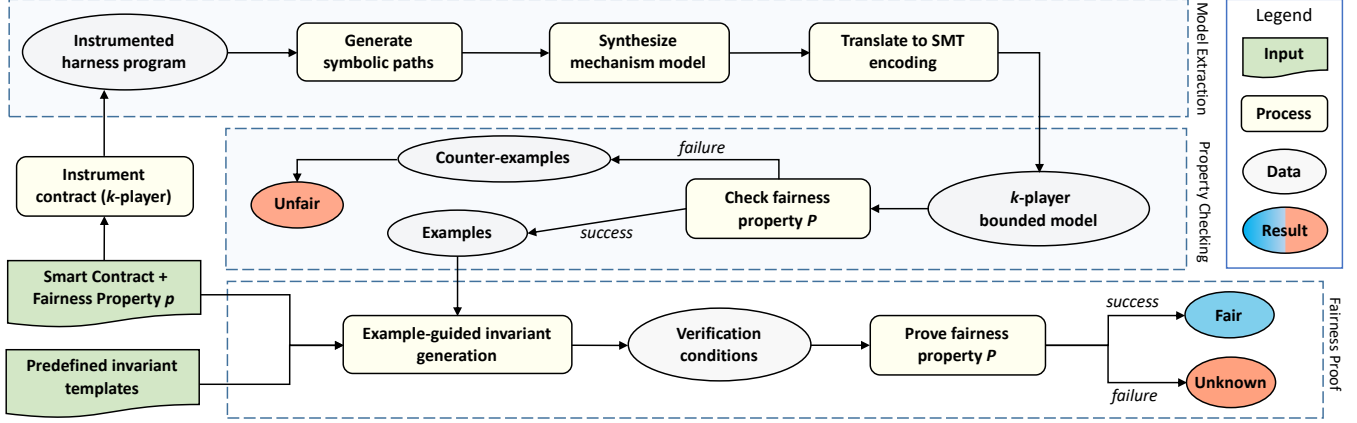 Instrumented
harness program
Generate
symbolic paths
Synthesize
mechanism model
Translate to SMT
encoding
Model Extraction
Legend
Input
Process
Data
Result
Instrument
contract (k-player)
Counter-examples
failure
Unfair
Examples
success
Check fairness
property P
k-player
bounded model
Property Checking
Smart Contract +
Fairness Property p
Predefined invariant
templates
Example-guided invariant
generation
Verification
conditions
Prove fairness
property P
success
Fair
failure
Unknown
Fairness Proof